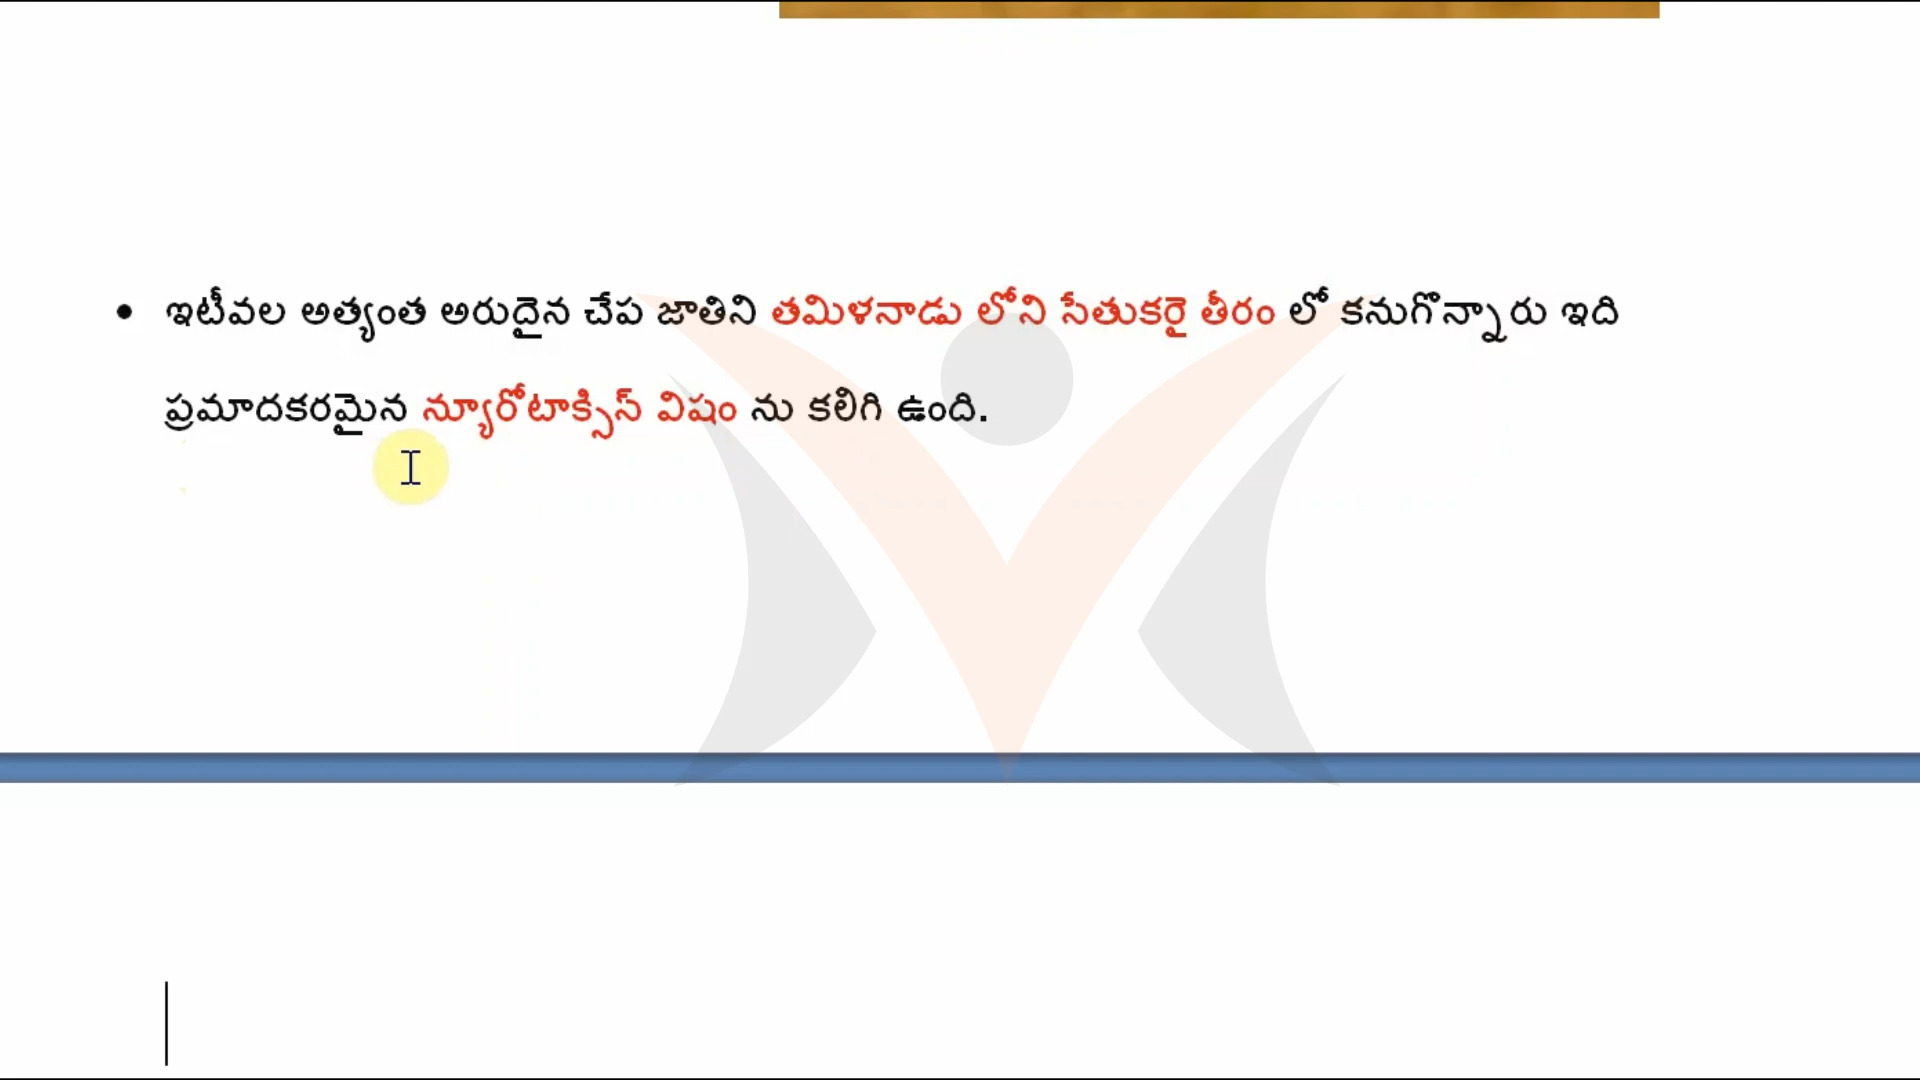 • ఇటీవల అత్యంత అరుదైన చేప జాతిని తమిళనాడు లోని సేతుకరై తీరం లో కనుగొన్నారు ఇది
ప్రమాదకరమైన న్యూరోటాక్సిస్ విషం ను కలిగి ఉంది.